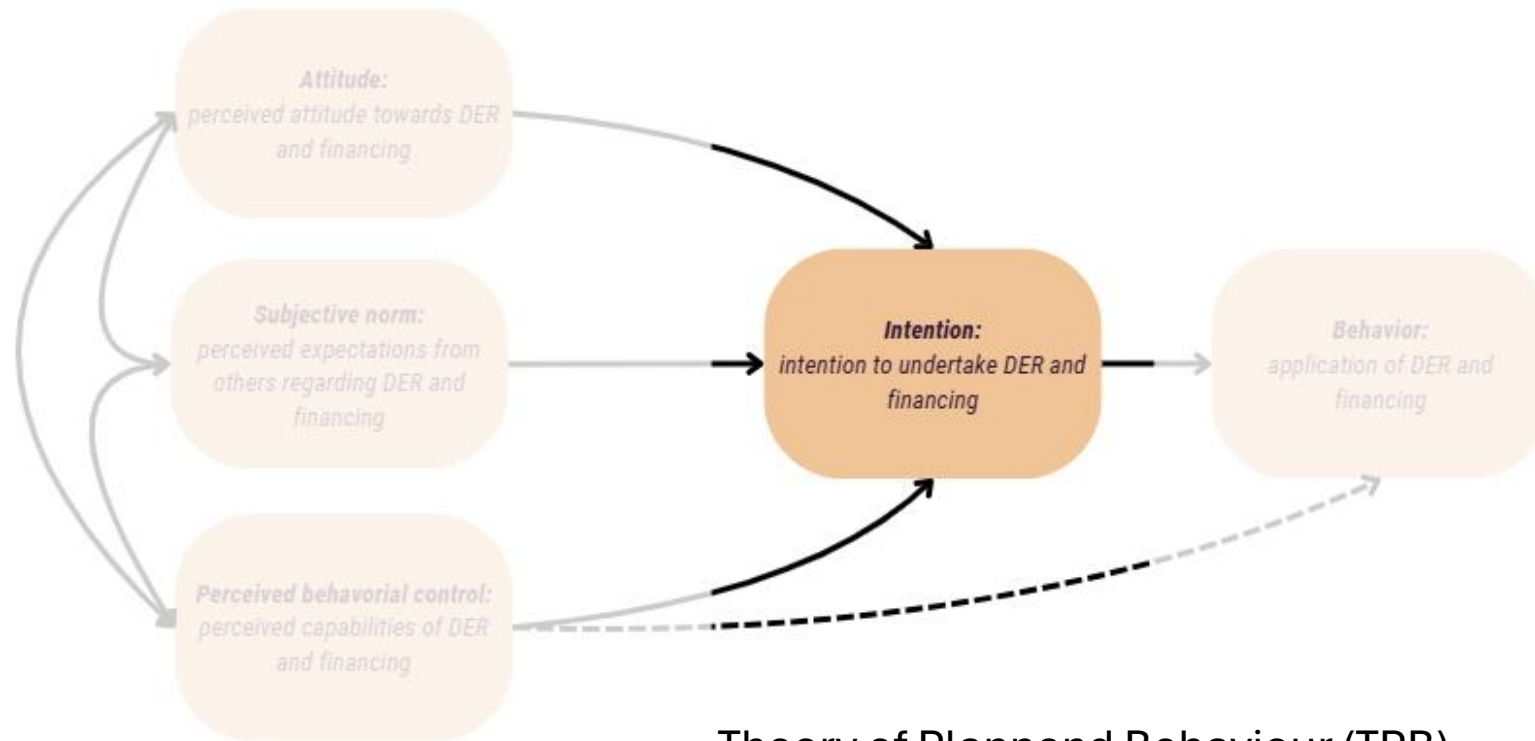 Attitude:
perceived attitude towards DER
and financing
Subjective norm:
perceived expectations from
others regarding DER and
financing
Perceived behavorial control:
perceived capabilities of DER
and financing
Intention:
intention to undertake DER and
financing
Behavior:
application of DER and
financing
Theory of Plannend Behaviour (TPB)